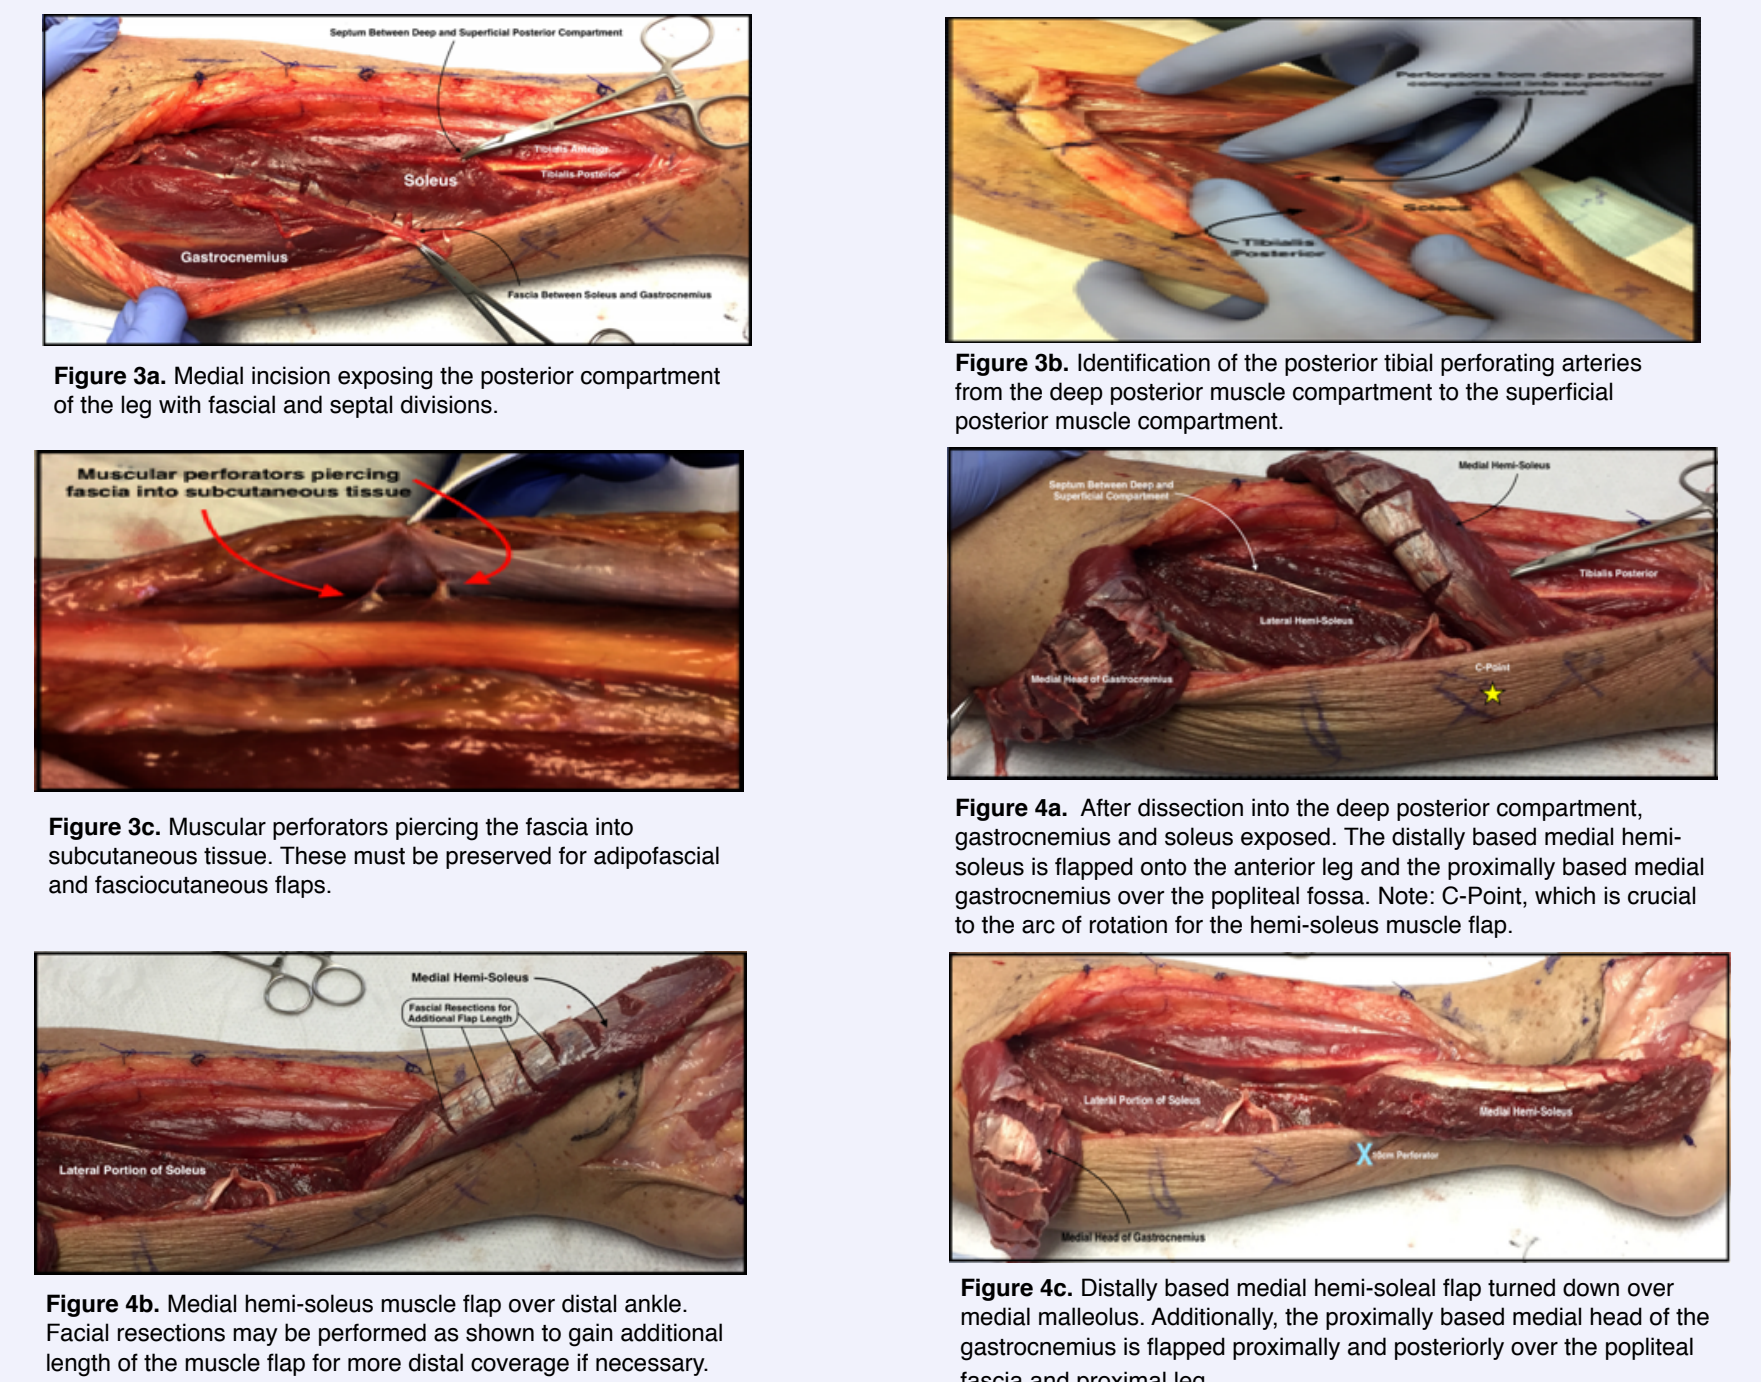 Septum Between Deep and Superficial Posterior Compartment
Tibialis Anterior
Tibialis Posterior
Soleus
Gastrocnemius
Fascia Between Soleus and Gastrocnemius
Figure 3a. Medial incision exposing the posterior compartment
of the leg with fascial and septal divisions.
Perforators from deep posterior
compartment into superficial
compartment
Soleus
Tibialis
Posterior
Figure 3b. Identification of the posterior tibial perforating arteries
from the deep posterior muscle compartment to the superficial
posterior muscle compartment.
Muscular perforators piercing
fascia into subcutaneous tissue
Figure 3c. Muscular perforators piercing the fascia into
subcutaneous tissue. These must be preserved for adipofascial
and fasciocutaneous flaps.
Medial Hemi-Soleus
Septum Between Deep and
Superficial Compartment
Tibialis Posterior
Lateral Hemi-Soleus
C-Point
Medial Head of Gastrocnemius
Figure 4a. After dissection into the deep posterior compartment,
gastrocnemius and soleus exposed. The distally based medial hemi-
soleus is flapped onto the anterior leg and the proximally based medial
gastrocnemius over the popliteal fossa. Note: C-Point, which is crucial
to the arc of rotation for the hemi-soleus muscle flap.
Medial Hemi-Soleus
Fascial Resections for
Additional Flap Length
Lateral Portion of Soleus
Figure 4b. Medial hemi-soleus muscle flap over distal ankle.
Facial resections may be performed as shown to gain additional
length of the muscle flap for more distal coverage if necessary.
Lateral Portion of Soleus
Medial Hemi-Soleus
X 10cm Perforator
Medial Head of Gastrocnemius
Figure 4c. Distally based medial hemi-soleal flap turned down over
medial malleolus. Additionally, the proximally based medial head of the
gastrocnemius is flapped proximally and posteriorly over the popliteal
fascia and proximal leg